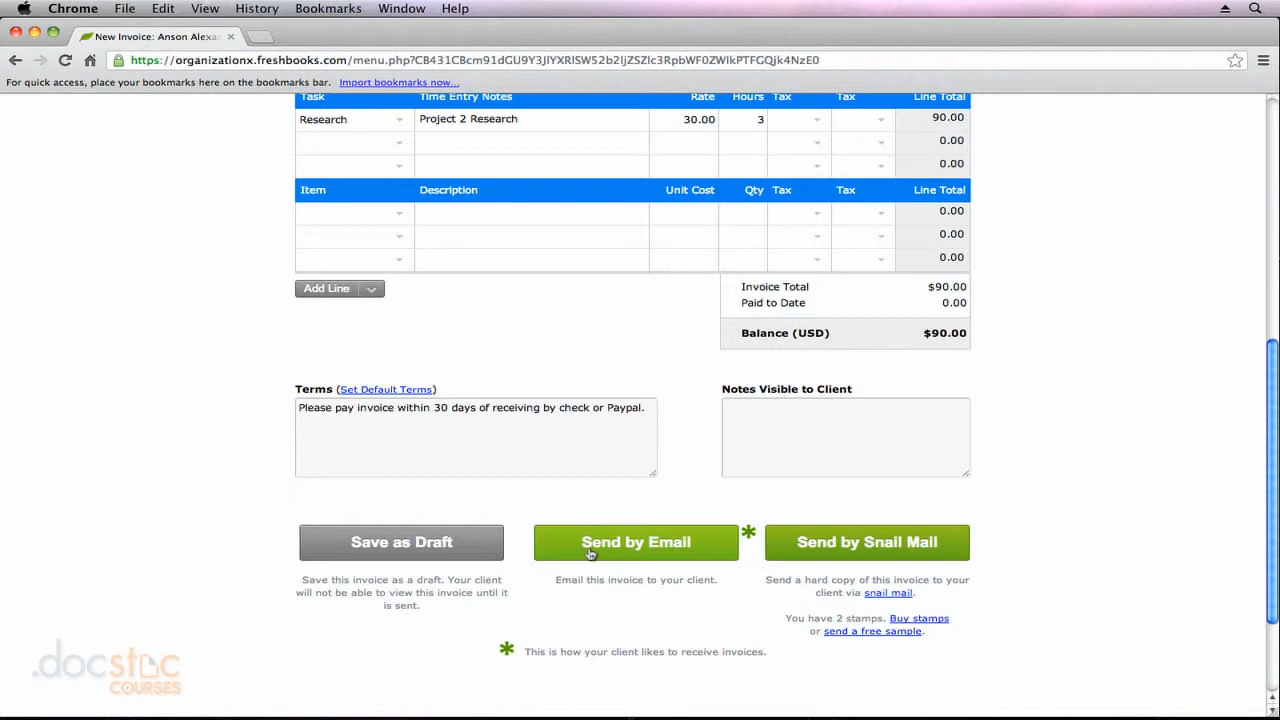 Chrome File Edit View History Bookmarks Window Help
New Invoice: Anson Alexan
https://organizationx.freshbooks.com/menu.php?CB431CBcm91dGU9Y3JlYXRlSW52b2ljZSZlc3RpbWF0ZWlkPTFGQjk4NzE0
For quick access, place your bookmarks here on the bookmarks bar. Import bookmarks now...
Task Time Entry Notes Rate Hours Tax Tax Line Total
Research Project 2 Research 30.00 3 90.00
0.00
0.00
Item Description Unit Cost Qty Tax Tax Line Total
0.00
0.00
0.00
Add Line
Invoice Total $90.00
Paid to Date 0.00
Balance (USD) $90.00
Terms (Set Default Terms) Notes Visible to Client
Please pay invoice within 30 days of receiving by check or Paypal.
Save as Draft Send by Email * Send by Snail Mail
Save this invoice as a draft. Your client Email this invoice to your client. Send a hard copy of this invoice to your
will not be able to view this invoice until it client via snail mail.
is sent.
You have 2 stamps. Buy stamps
or send a free sample.
* This is how your client likes to receive invoices.
.docstoc
COURSES